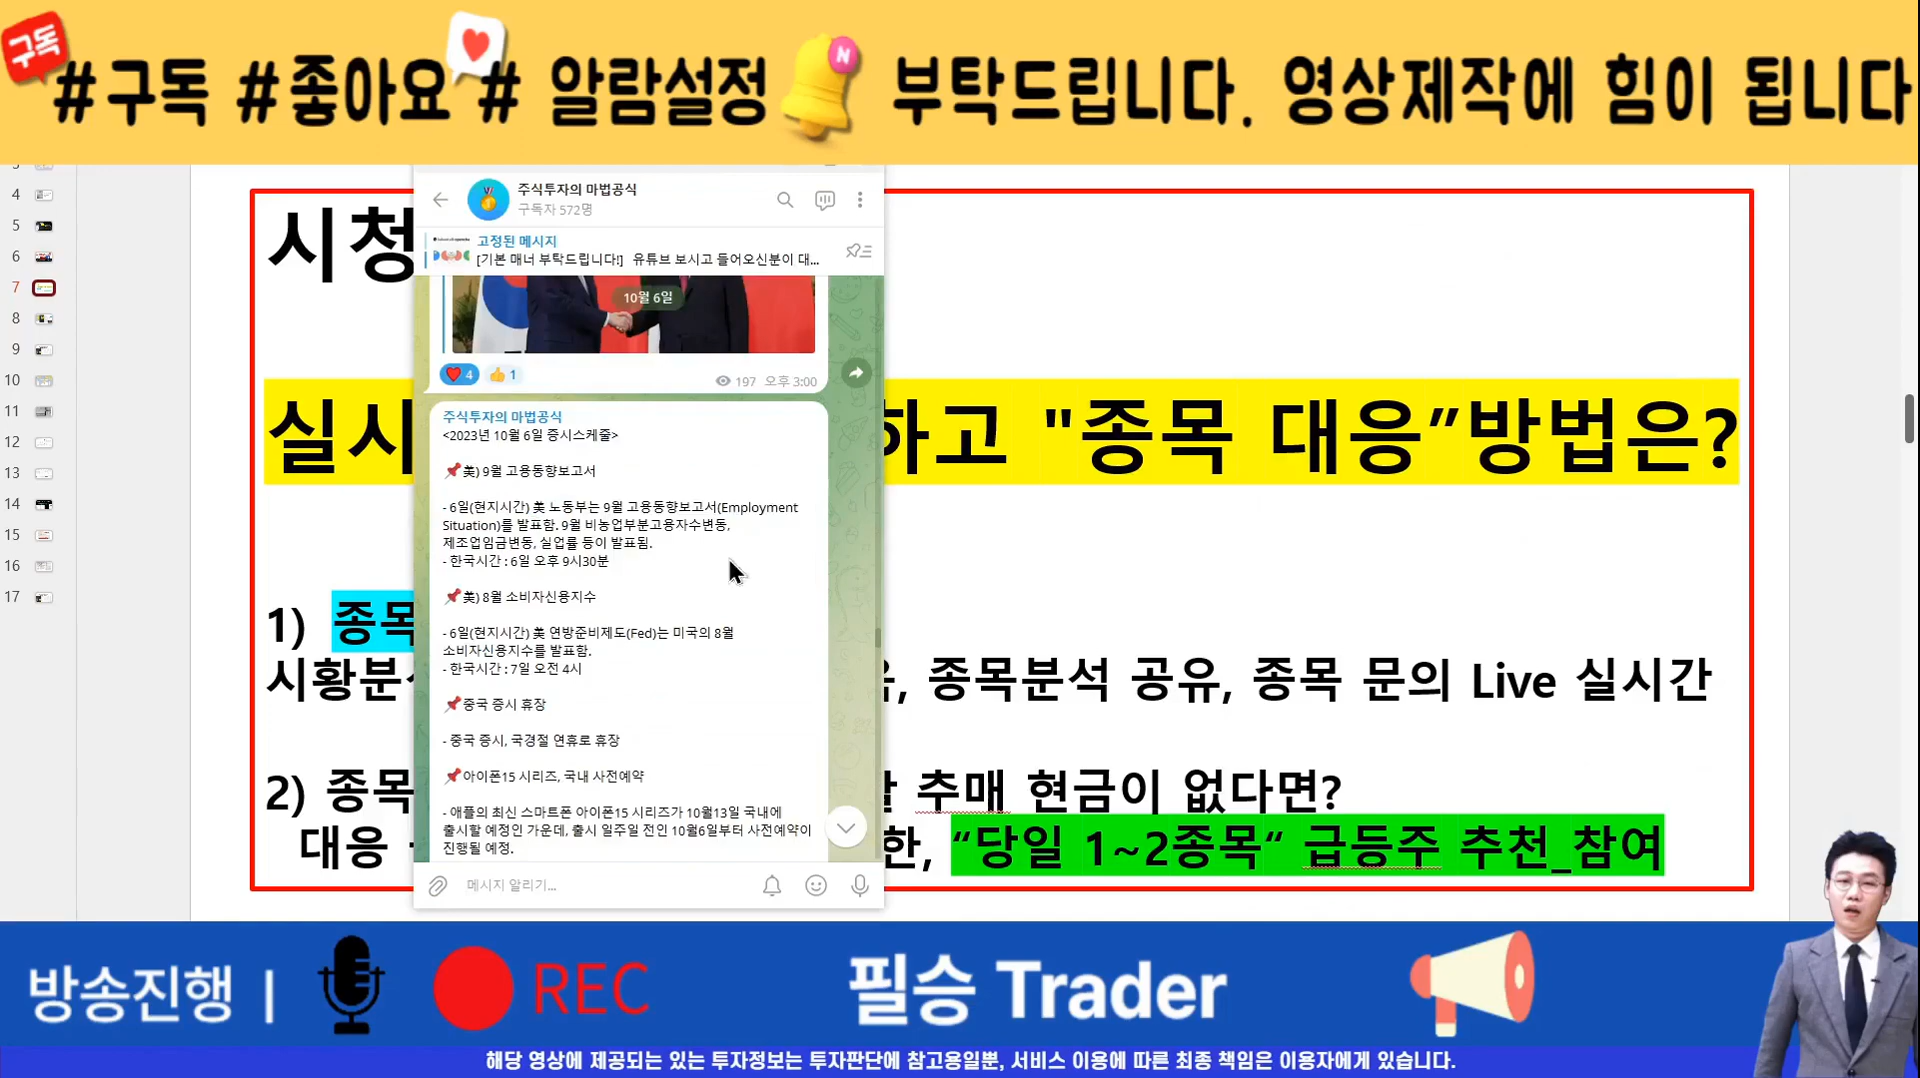 구독
#구독 #좋아요 # 알람설정 부탁드립니다. 영상제작에 힘이 됩니다
N
4
5
6
7
8
9
10
11
12
13
14
15
16
17
시청
실시
하고 "종목 대응”방법은?
1) 종목
시황분
, 종목분석 공유, 종목 문의 Live 실시간
2) 종목
추매 현금이 없다면?
대응
한, “당일 1~2종목“ 급등주 추천_참여
주식투자의 마법공식
구독자 572명
고정된 메시지
[기본 매너 부탁드립니다!] 유튜브 보시고 들어오신분이 대...
10월 6일
4
1
197 오후 3:00
주식투자의 마법공식
<2023년 10월 6일 증시스케줄>
📌美) 9월 고용동향보고서
- 6일(현지시간) 美 노동부는 9월 고용동향보고서(Employment
Situation)를 발표함. 9월 비농업부분고용자수변동,
제조업임금변동, 실업률 등이 발표됨.
- 한국시간 : 6일 오후 9시30분
📌美) 8월 소비자신용지수
- 6일(현지시간) 美 연방준비제도(Fed)는 미국의 8월
소비자신용지수를 발표함.
- 한국시간 : 7일 오전 4시
📌중국 증시 휴장
- 중국 증시, 국경절 연휴로 휴장
📌아이폰15 시리즈, 국내 사전예약
- 애플의 최신 스마트폰 아이폰15 시리즈가 10월13일 국내에
출시할 예정인 가운데, 출시 일주일 전인 10월6일부터 사전예약이
진행될 예정.
메시지 알리기...
방송진행 | REC 필승 Trader
해당 영상에 제공되는 있는 투자정보는 투자판단에 참고용일뿐, 서비스 이용에 따른 최종 책임은 이용자에게 있습니다.